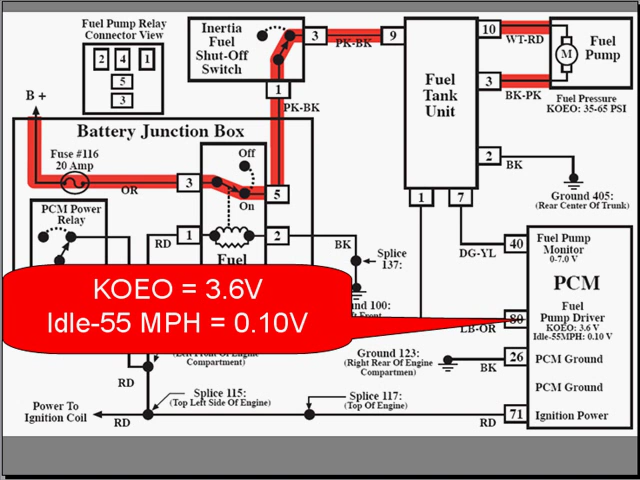 Fuel Pump Relay
Connector View
2 4 1
5
3
Inertia
Fuel
Shut-Off
Switch
3
PK-BK
9
1
PK-BK
10
WT-RD
M
Fuel
Pump
3
BK-PK
Fuel Pressure
KOEO: 35-65 PSI
Fuel
Tank
Unit
2
BK
Ground 405:
(Rear Center Of Trunk)
1
7
B +
Battery Junction Box
Fuse #116
20 Amp
OR
3
Off
On
5
PCM Power
Relay
RD
1
2
BK
Splice
137:
Fuel
DG-YL
40
Fuel Pump
Monitor
0-7.0 V
PCM
KOEO = 3.6V
Idle-55 MPH = 0.10V
und 100:
LB-OR
80
Fuel
Pump Driver
KOEO: 3.6 V
Idle-55MPH: 0.10 V
Compartment)
Ground 123:
(Right Rear Of Engine
Compartmen)
BK
26
PCM Ground
PCM Ground
RD
Splice 115:
(Top Left Side Of Engine)
Splice 117:
(Top Of Engine)
Power To
Ignition Coil
RD
RD
71
Ignition Power